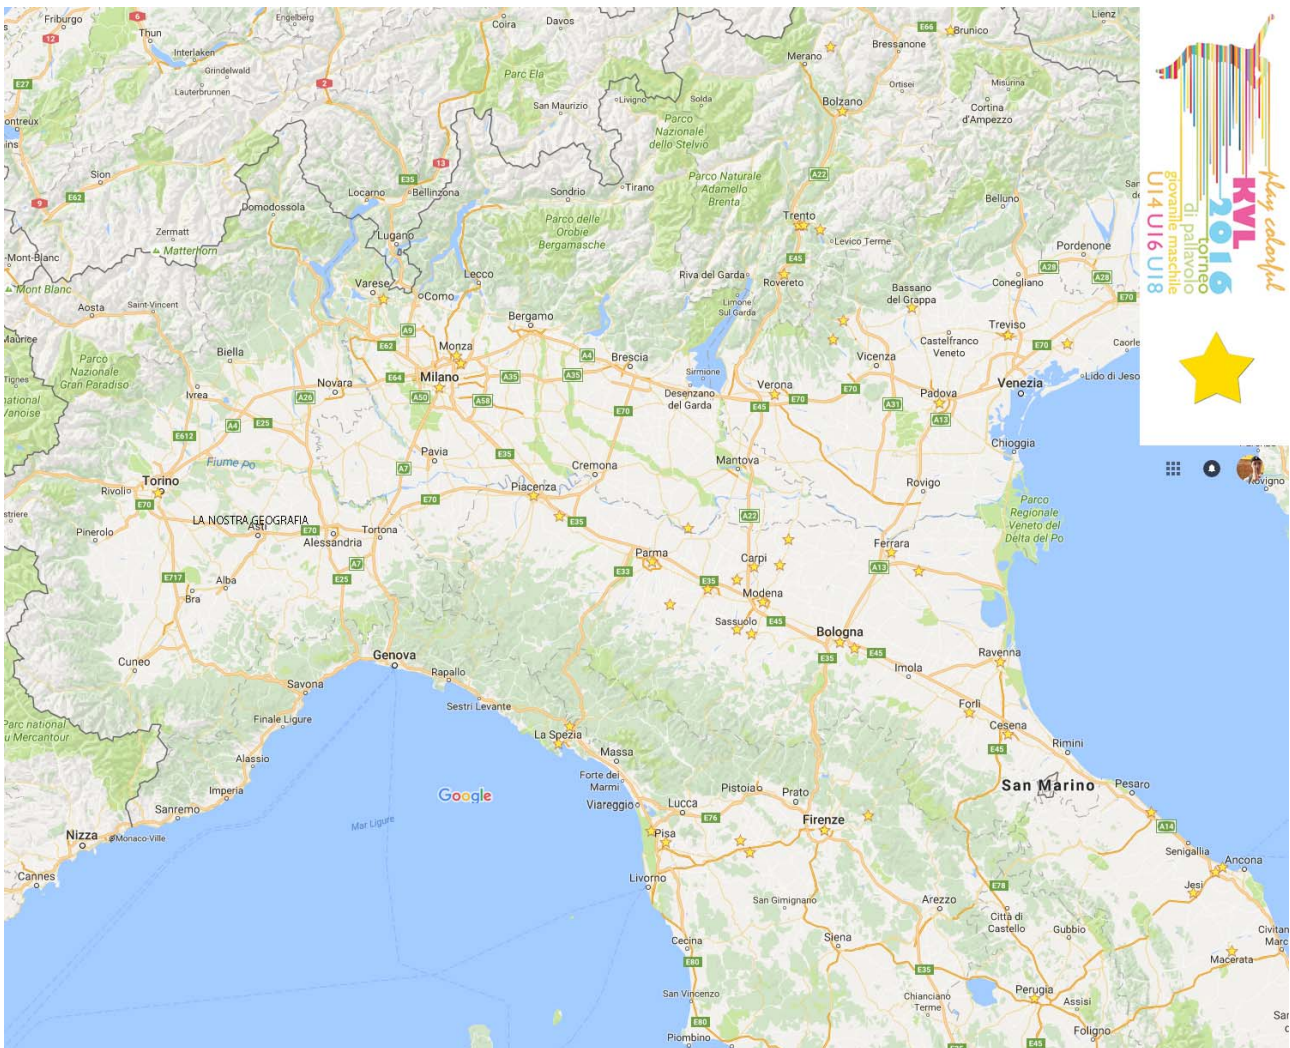 Friburgo
Thun
Interlaken
Grindelwald
Lauterbrunnen
Engelberg
Coira
Davos
Parc Ela
San Maurizio
Livigno
Solda
Parco
Nazionale
dello Stelvio
Merano
Bressanone
Brunico
Lienz
Ortisei
Misurina
Cortina
d'Ampezzo
Bolzano
Sion
Zermatt
Matterhorn
Domodossola
Locarno
Bellinzona
Lugano
Sondrio
Tirano
Parco delle
Orobie
Bergamasche
Parco Naturale
Adamello
Brenta
Trento
Levico Terme
Belluno
Pordenone
Mont-Blanc
Mont Blanc
Aosta
Saint-Vincent
Varese
Como
Lecco
Bergamo
Riva del Garda
Rovereto
Limone
Sul Garda
Bassano
del Grappa
Conegliano
Treviso
Castelfranco
Veneto
Caorle
Parco
Nazionale
Gran Paradiso
Biella
Ivrea
Novara
Monza
Milano
Brescia
Sirmione
Desenzano
del Garda
Verona
Vicenza
Padova
Venezia
Lido di Jeso
Chioggia
Fiume Po
Pavia
Cremona
Mantova
Rovigo
Torino
Rivoli
Pinerolo
LA NOSTRA GEOGRAFIA
Asti
Alessandria
Tortona
Piacenza
Parco
Regionale
Veneto del
Delta del Po
Alba
Bra
Cuneo
Parma
Carpi
Modena
Sassuolo
Ferrara
Bologna
Imola
Ravenna
Forlì
Cesena
Rimini
San Marino
Pesaro
Genova
Rapallo
Sestri Levante
Savona
Finale Ligure
Alassio
Imperia
Sanremo
Nizza
Monaco-Ville
Cannes
Parc national
du Mercantour
La Spezia
Massa
Forte dei
Marmi
Viareggio
Google
Mar Ligure
Lucca
Pistoia
Prato
Firenze
Pisa
Livorno
San Gimignano
Arezzo
Siena
Cecina
San Vincenzo
Piombino
Chianciano
Terme
Città di
Castello
Gubbio
Perugia
Assisi
Foligno
Senigallia
Ancona
Jesi
Macerata
Play colorful
KVL
2016
torneo
di pallavolo
giovanile maschile
U14 U16 U18